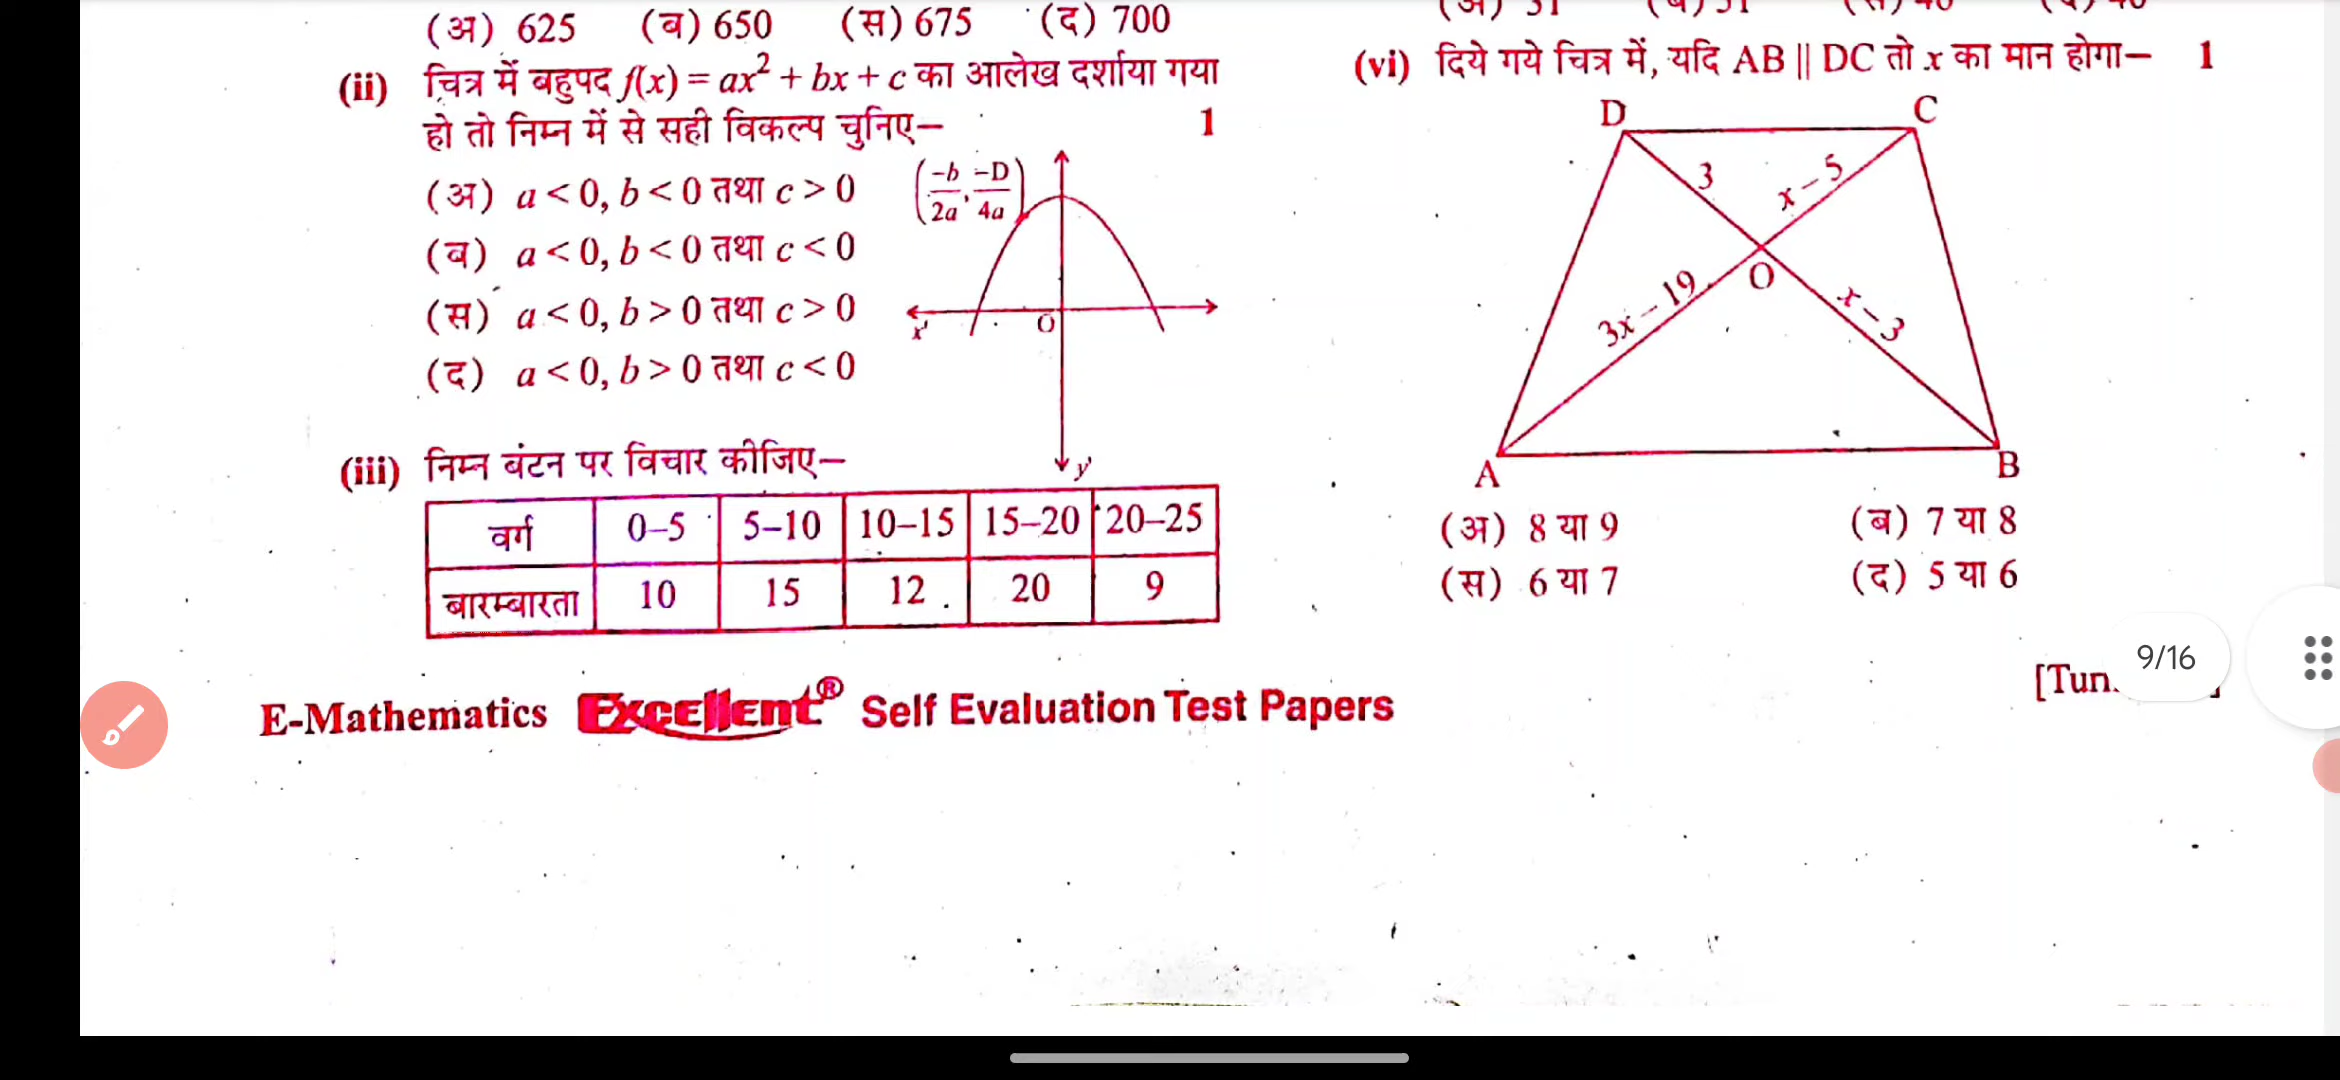 (अ) 625 (ब) 650 (स) 675 (द) 700
(ii) चित्र में बहुपद f(x) = ax² + bx + c का आलेख दर्शाया गया
हो तो निम्न में से सही विकल्प चुनिए– 1
(अ) a < 0, b < 0 तथा c > 0
(ब) a < 0, b < 0 तथा c < 0
(स) a < 0, b > 0 तथा c > 0
(द) a < 0, b > 0 तथा c < 0
(-b/2a, -D/4a)
x'
O
y'
(iii) निम्न बंटन पर विचार कीजिए–
वर्ग 0–5 5–10 10–15 15–20 20–25
बारम्बारता 10 15 12 20 9
(vi) दिये गये चित्र में, यदि AB || DC तो x का मान होगा– 1
D C
3 x – 5
O
3x – 19 x – 3
A B
(अ) 8 या 9 (ब) 7 या 8
(स) 6 या 7 (द) 5 या 6
[Tun.
9/16
E-Mathematics Excellent® Self Evaluation Test Papers